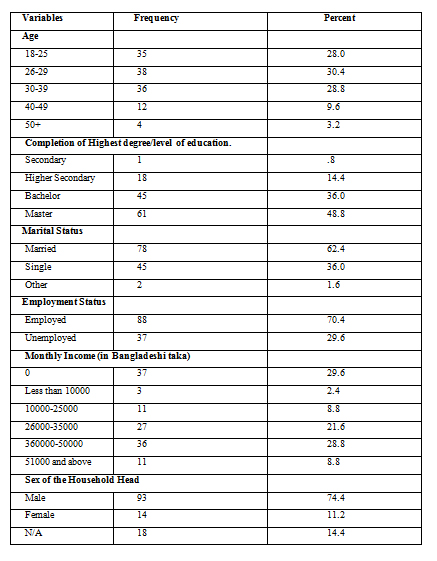 Variables Frequency Percent
Age
18-25 35 28.0
26-29 38 30.4
30-39 36 28.8
40-49 12 9.6
50+ 4 3.2
Completion of Highest degree/level of education.
Secondary 1 .8
Higher Secondary 18 14.4
Bachelor 45 36.0
Master 61 48.8
Marital Status
Married 78 62.4
Single 45 36.0
Other 2 1.6
Employment Status
Employed 88 70.4
Unemployed 37 29.6
Monthly Income (in Bangladeshi taka)
0 37 29.6
Less than 10000 3 2.4
10000-25000 11 8.8
26000-35000 27 21.6
360000-50000 36 28.8
51000 and above 11 8.8
Sex of the Household Head
Male 93 74.4
Female 14 11.2
N/A 18 14.4